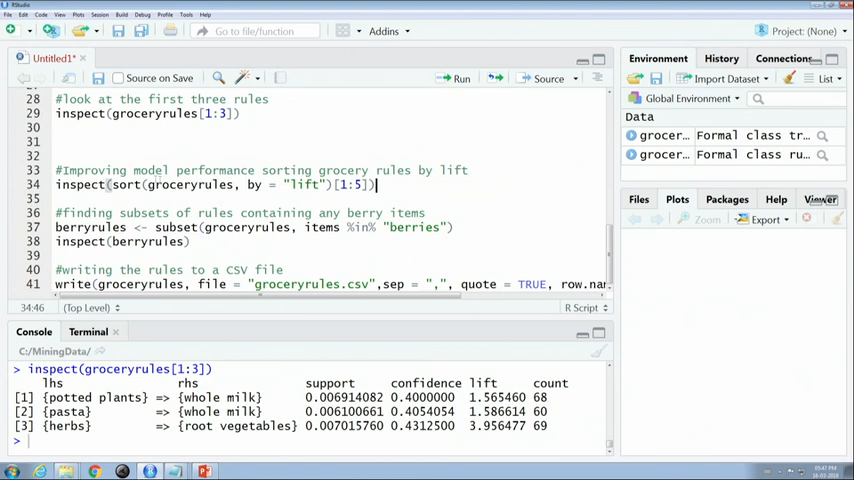 RStudio
File Edit Code View Plots Session Build Debug Profile Tools Help
Go to file/function
Addins
Project: (None)
Untitled1*
Source on Save
Run
Source
28 #look at the first three rules
29 inspect(groceryrules[1:3])
30
31
32
33 #Improving model performance sorting grocery rules by lift
34 inspect(sort(groceryrules, by = "lift")[1:5])
35
36 #finding subsets of rules containing any berry items
37 berryrules <- subset(groceryrules, items %in% "berries")
38 inspect(berryrules)
39
40 #writing the rules to a CSV file
41 write(groceryrules, file = "groceryrules.csv",sep = ",", quote = TRUE, row.na
34:46 (Top Level) R Script
Console Terminal
C:/MiningData/
> inspect(groceryrules[1:3])
lhs rhs support confidence lift count
[1] {potted plants} => {whole milk} 0.006914082 0.4000000 1.565460 68
[2] {pasta} => {whole milk} 0.006100661 0.4054054 1.586614 60
[3] {herbs} => {root vegetables} 0.007015760 0.4312500 3.956477 69
>
Environment History Connections
Import Dataset List
Global Environment
Data
grocer... Formal class tr...
grocer... Formal class ru...
Files Plots Packages Help Viewer
Zoom Export
05:47 PM